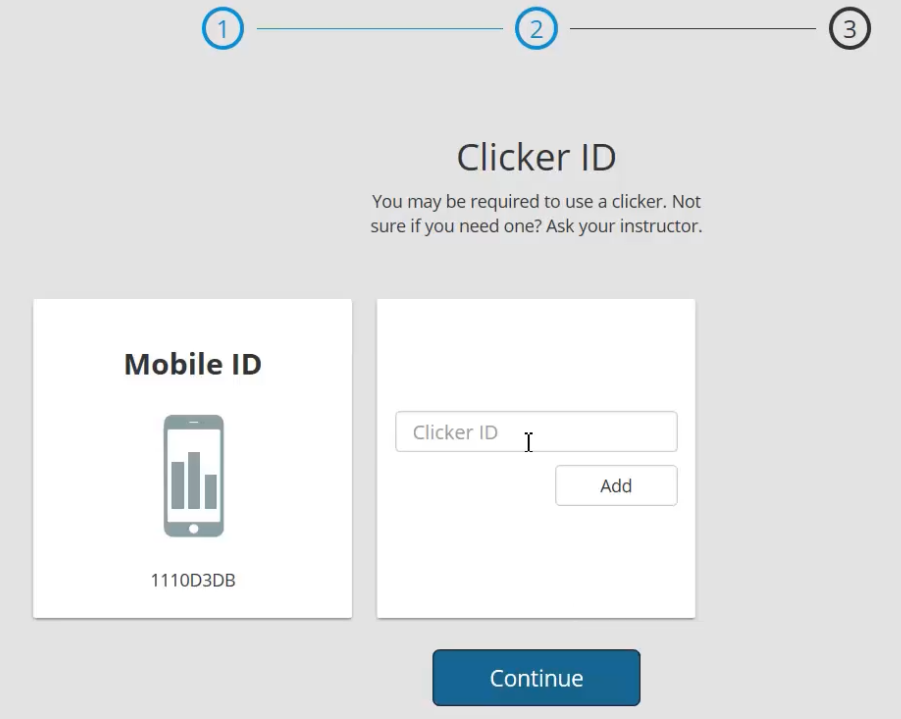 1
2
3
Clicker ID
You may be required to use a clicker. Not
sure if you need one? Ask your instructor.
Mobile ID
1110D3DB
Clicker ID
Add
Continue